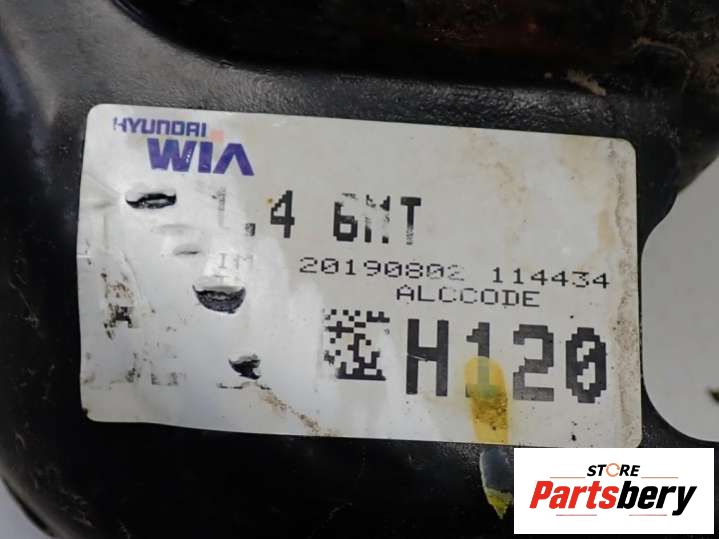 HYUNDAI
WIA
1.4 6MT
20190802 114434
ALCCODE
H120
STORE
Partsbery